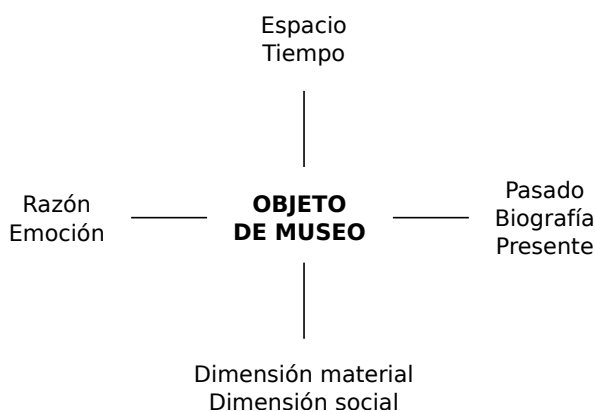 Espacio
Tiempo
Razón
Emoción
OBJETO
DE MUSEO
Pasado
Biografía
Presente
Dimensión material
Dimensión social